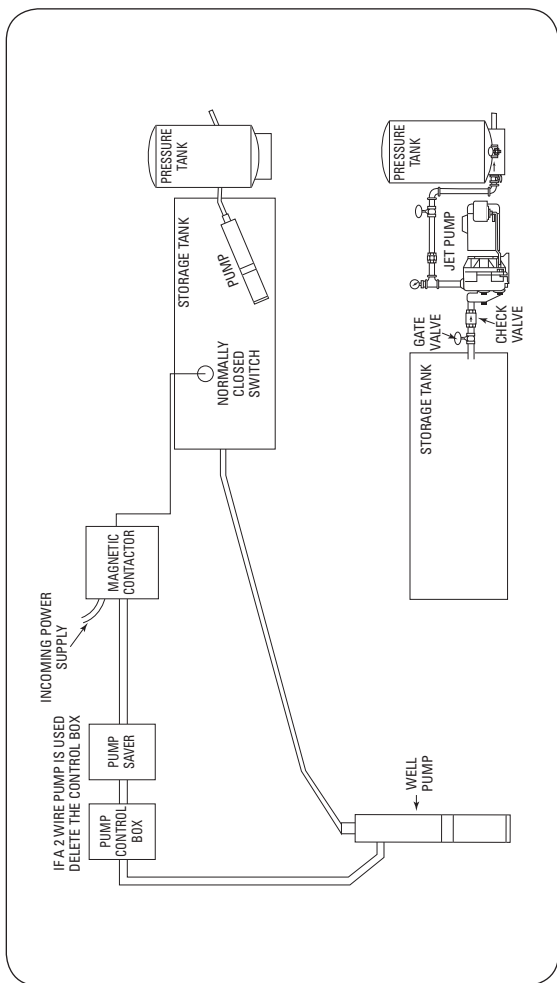 IF A 2 WIRE PUMP IS USED
DELETE THE CONTROL BOX
PUMP
CONTROL
BOX
PUMP
SAVER
INCOMING POWER
SUPPLY
MAGNETIC
CONTACTOR
NORMALLY
CLOSED
SWITCH
STORAGE TANK
PUMP
PRESSURE
TANK
WELL
PUMP
STORAGE TANK
GATE
VALVE
CHECK
VALVE
JET PUMP
PRESSURE
TANK